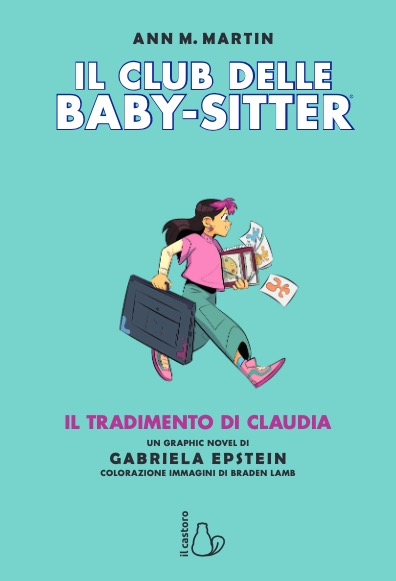 ANN M. MARTIN
IL CLUB DELLE
BABY-SITTER®
IL TRADIMENTO DI CLAUDIA
UN GRAPHIC NOVEL DI
GABRIELA EPSTEIN
COLORAZIONE IMMAGINI DI BRADEN LAMB
il castoro